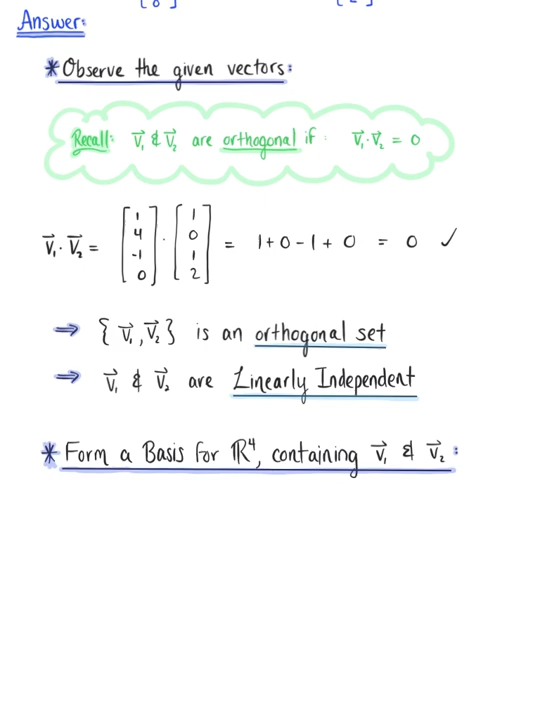 Answer:
*Observe the given vectors:
Recall: v⃗₁ & v⃗₂ are orthogonal if: v⃗₁·v⃗₂ = 0
v⃗₁·v⃗₂ = [1 4 -1 0] · [1 0 1 2] = 1+0-1+0 = 0 ✓
⇒ {v⃗₁, v⃗₂} is an orthogonal set
⇒ v⃗₁ & v⃗₂ are Linearly Independent
*Form a Basis for ℝ⁴, containing v⃗₁ & v⃗₂: